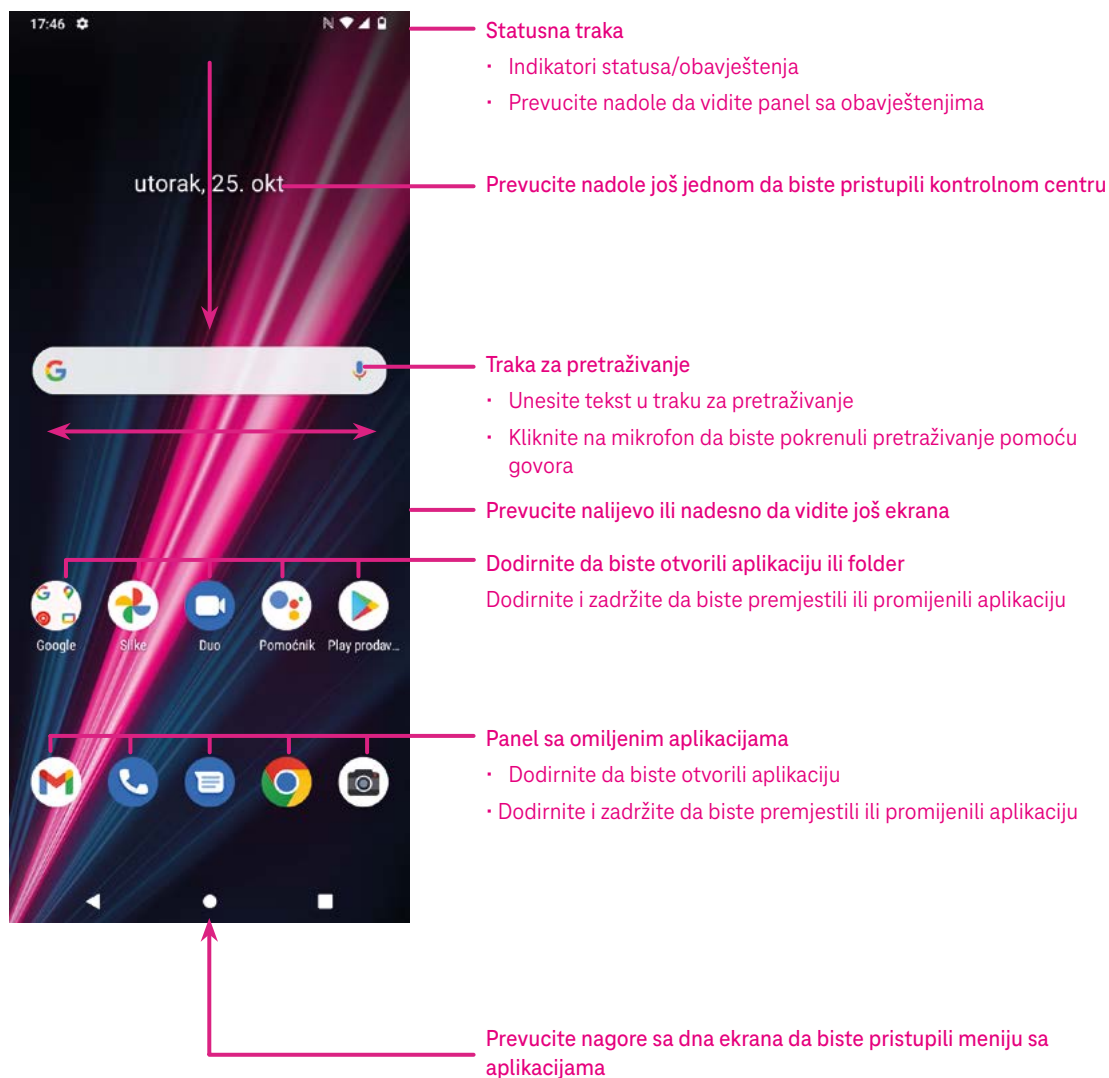 17:46
Statusna traka
· Indikatori statusa/obavještenja
· Prevucite nadole da vidite panel sa obavještenjima
utorak, 25. okt
Prevucite nadole još jednom da biste pristupili kontrolnom centru
Traka za pretraživanje
· Unesite tekst u traku za pretraživanje
· Kliknite na mikrofon da biste pokrenuli pretraživanje pomoću
govora
Prevucite nalijevo ili nadesno da vidite još ekrana
Dodirnite da biste otvorili aplikaciju ili folder
Dodirnite i zadržite da biste premjestili ili promijenili aplikaciju
Google Slike Duo Pomoćnik Play prodav...
Panel sa omiljenim aplikacijama
· Dodirnite da biste otvorili aplikaciju
· Dodirnite i zadržite da biste premjestili ili promijenili aplikaciju
Prevucite nagore sa dna ekrana da biste pristupili meniju sa
aplikacijama